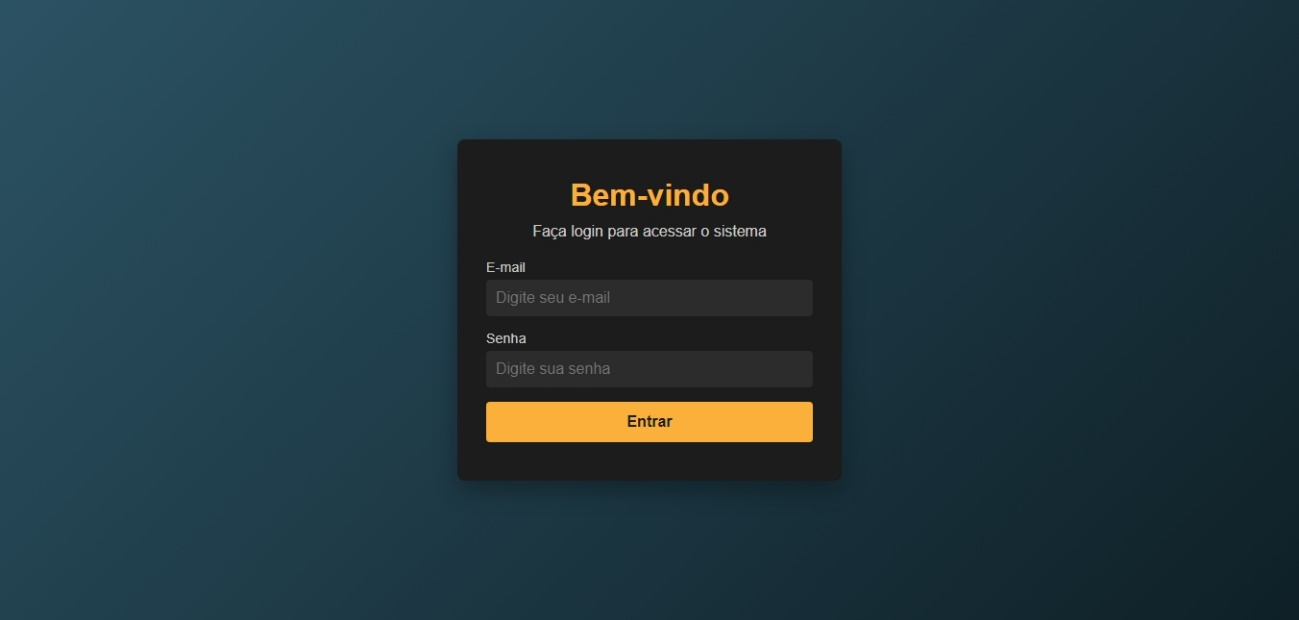 Bem-vindo
Faça login para acessar o sistema
E-mail
Digite seu e-mail
Senha
Digite sua senha
Entrar